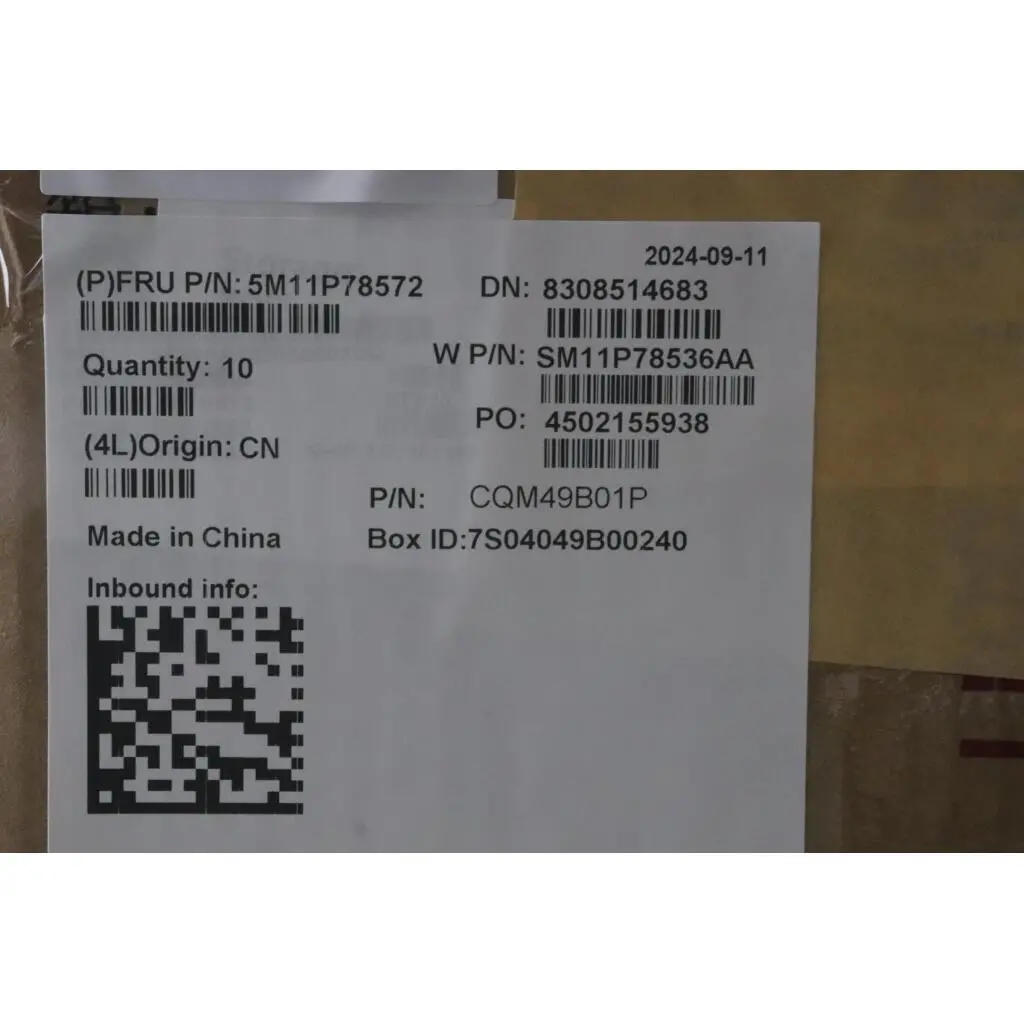 2024-09-11
(P)FRU P/N: 5M11P78572
DN: 8308514683
Quantity: 10
W P/N: SM11P78536AA
PO: 4502155938
(4L)Origin: CN
P/N: CQM49B01P
Made in China
Box ID:7S04049B00240
Inbound info: